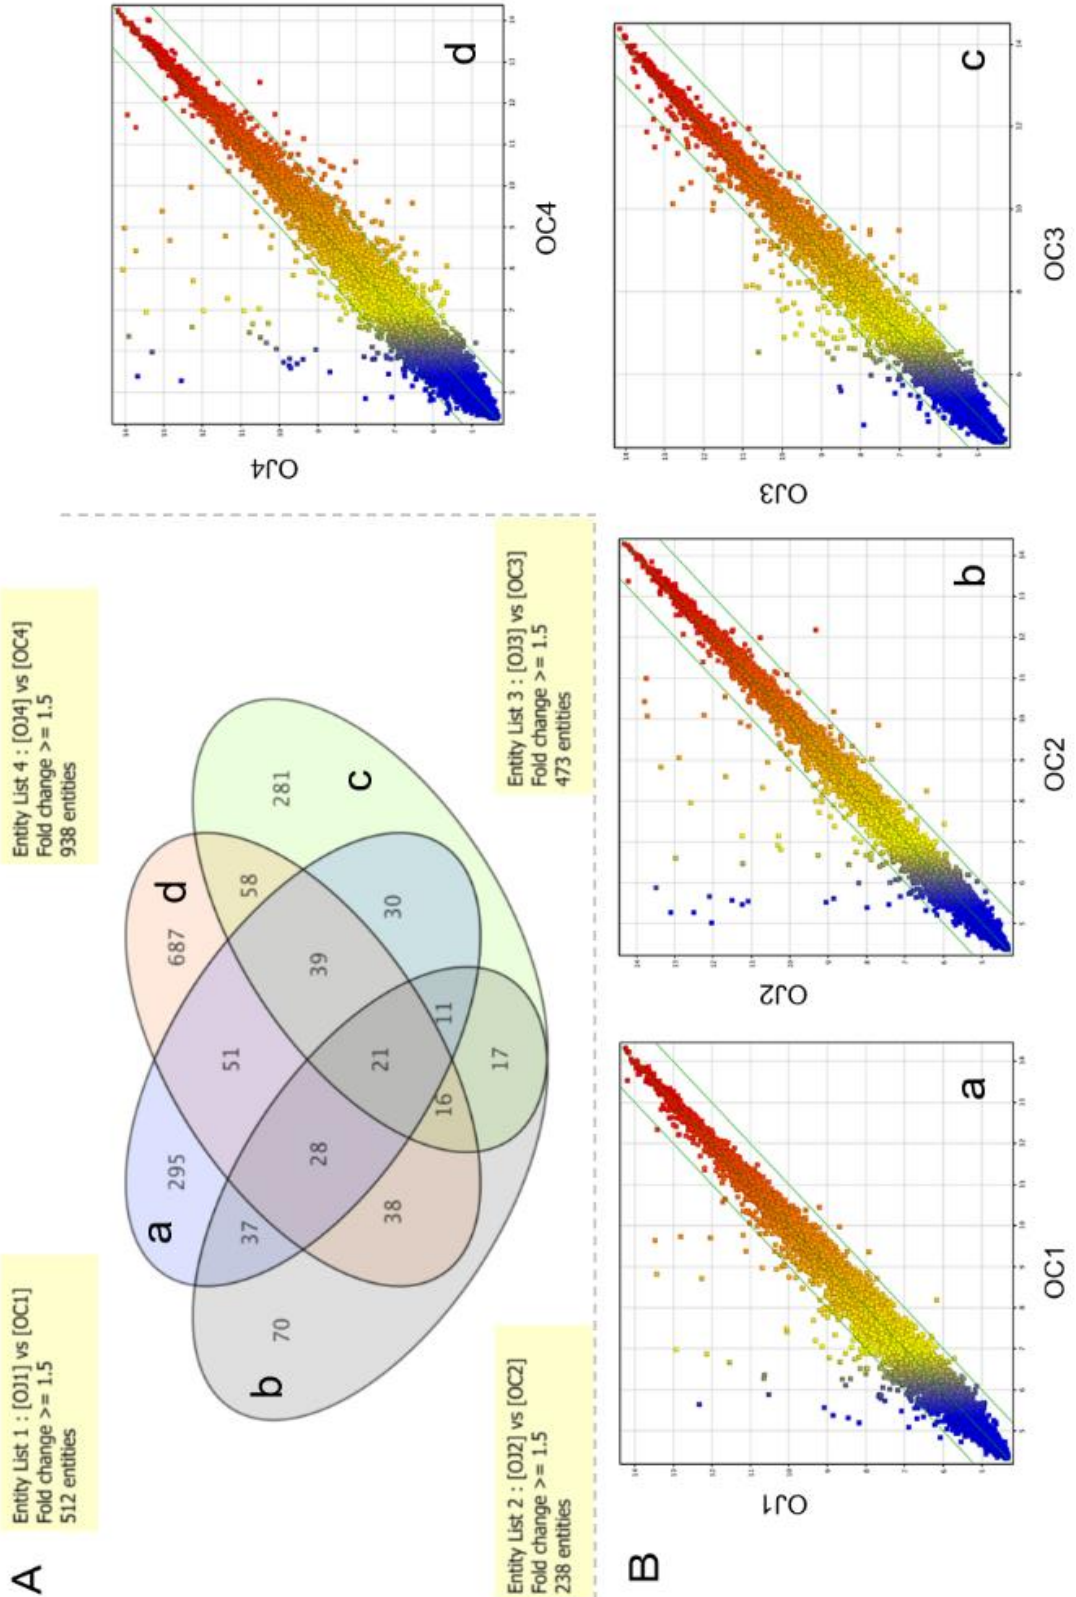 A
Entity List 1 : [OJ1] vs [OC1]
Fold change >= 1.5
512 entities
Entity List 4 : [OJ4] vs [OC4]
Fold change >= 1.5
938 entities
a
d
295
687
51
37
58
b
70
281
28
39
c
21
38
30
16
11
17
Entity List 2 : [OJ2] vs [OC2]
Fold change >= 1.5
238 entities
Entity List 3 : [OJ3] vs [OC3]
Fold change >= 1.5
473 entities
OJ4
d
OC4
B
OJ1
a
OC1
OJ2
b
OC2
OJ3
c
OC3